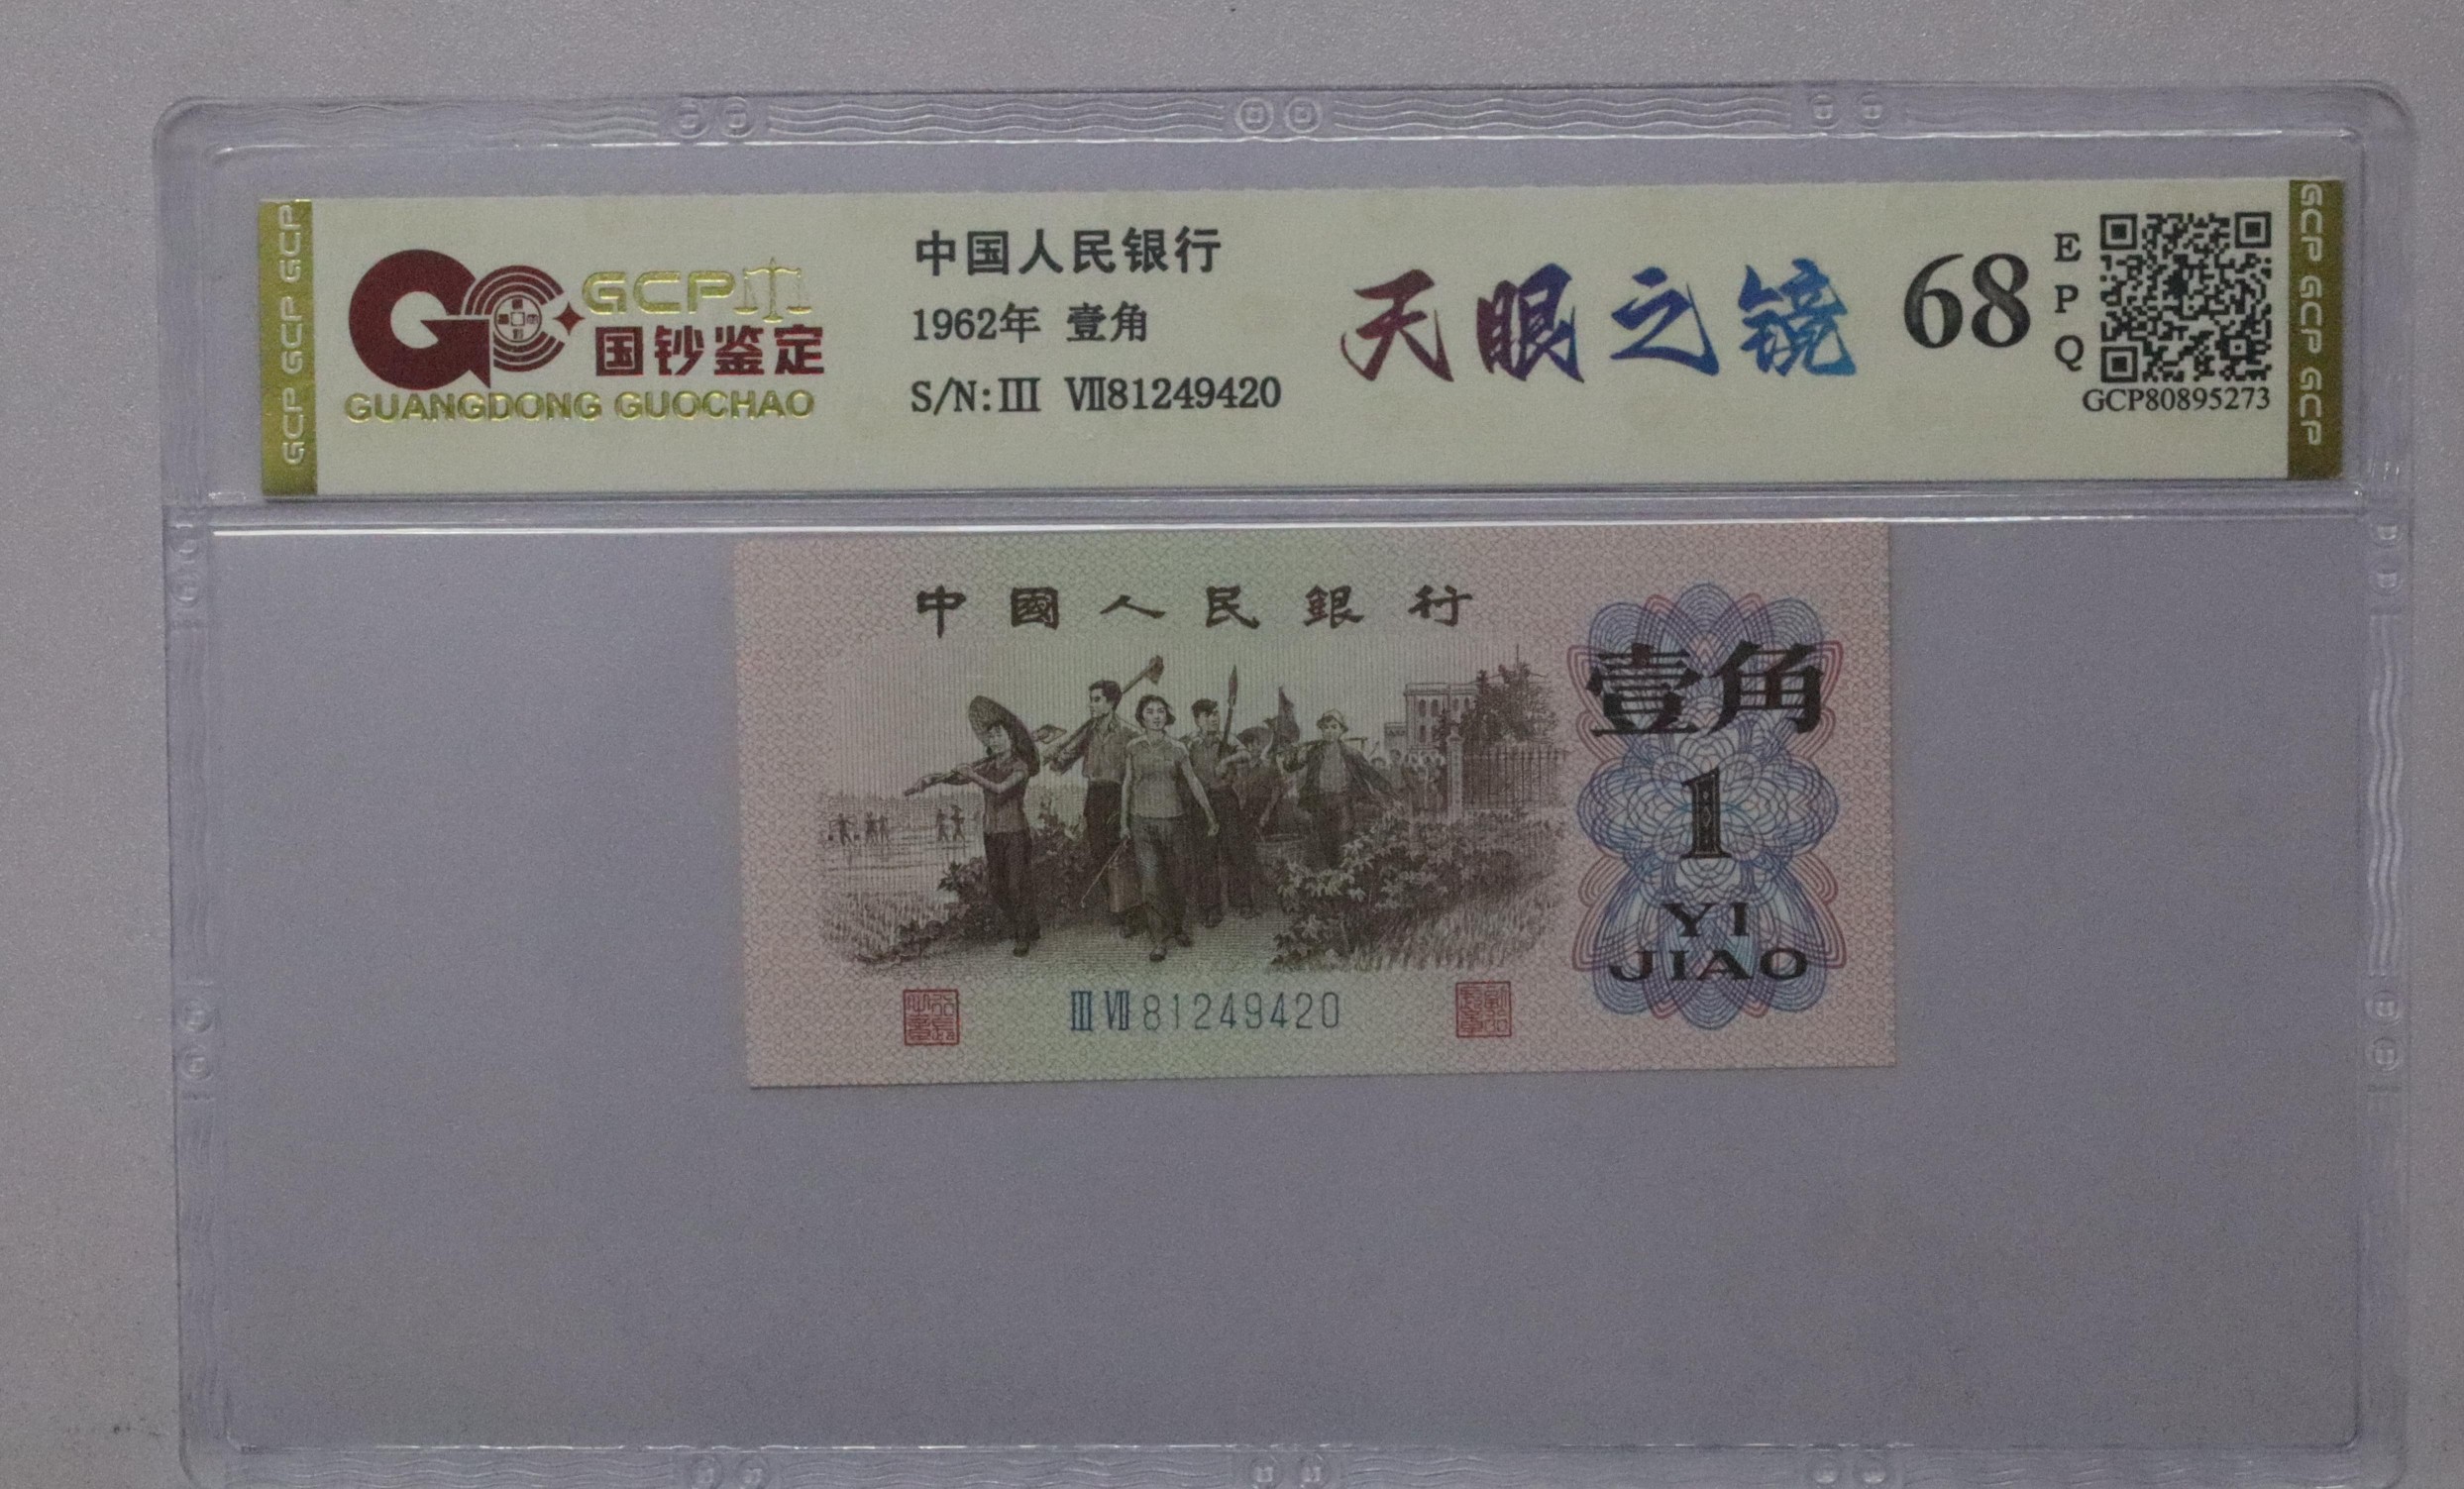 GCP GCP GCP
GCP
国钞鉴定
GUANGDONG GUOCHAO
中国人民银行
1962年 壹角
S/N:III VII81249420
天眼之镜
68
E
P
Q
GCP80895273
GCP GCP GCP
中國人民銀行
壹角
1
YI
JIAO
III VII 81249420